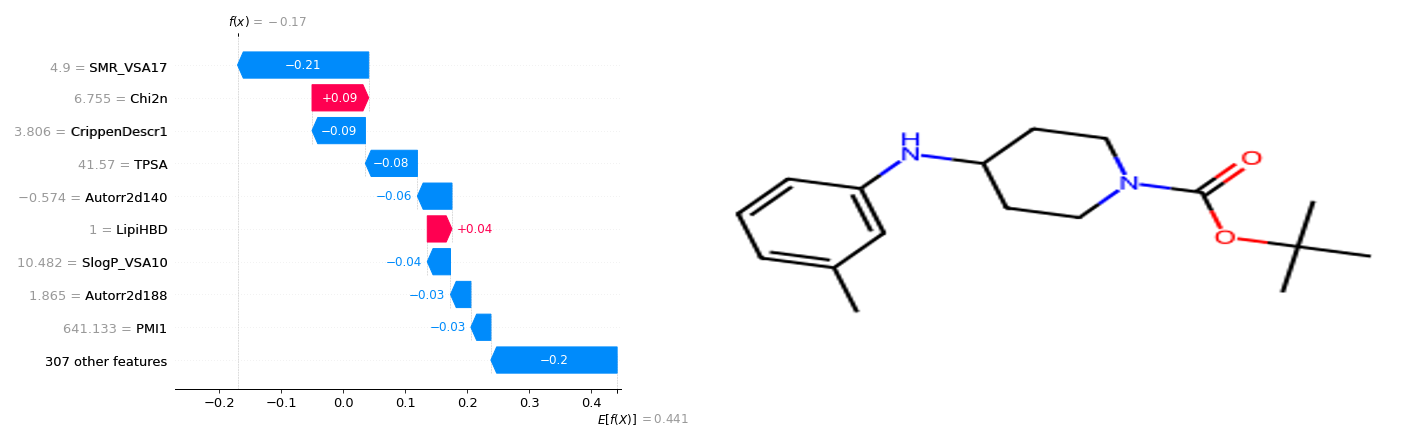 f(x) = −0.17
4.9 = SMR_VSA17
−0.21
6.755 = Chi2n
+0.09
3.806 = CrippenDescr1
−0.09
41.57 = TPSA
−0.08
−0.574 = Autorr2d140
−0.06
1 = LipiHBD
+0.04
10.482 = SlogP_VSA10
−0.04
1.865 = Autorr2d188
−0.03
641.133 = PMI1
−0.03
307 other features
−0.2
−0.2 −0.1 0.0 0.1 0.2 0.3 0.4
E[f(X)] = 0.441
H
N
N
O
O